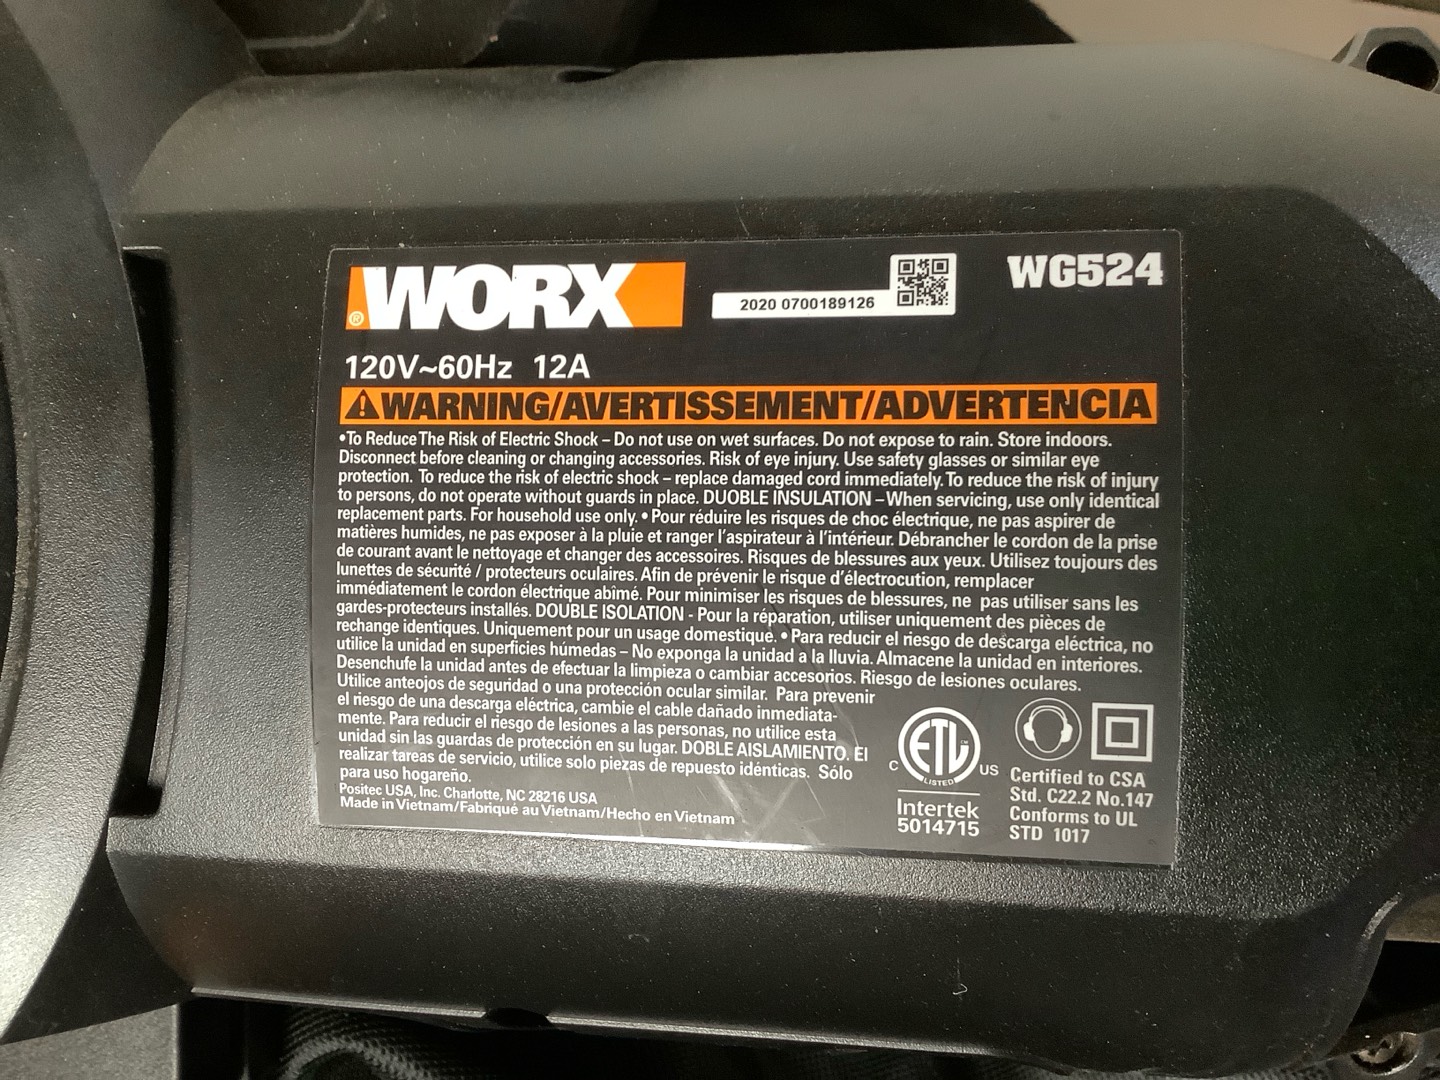 WORX
®
2020 0700189126
WG524
120V~60Hz 12A
WARNING/AVERTISSEMENT/ADVERTENCIA
•To Reduce The Risk of Electric Shock – Do not use on wet surfaces. Do not expose to rain. Store indoors.
Disconnect before cleaning or changing accessories. Risk of eye injury. Use safety glasses or similar eye
protection. To reduce the risk of electric shock – replace damaged cord immediately. To reduce the risk of injury
to persons, do not operate without guards in place. DUOBLE INSULATION – When servicing, use only identical
replacement parts. For household use only. • Pour réduire les risques de choc électrique, ne pas aspirer de
matières humides, ne pas exposer à la pluie et ranger l'aspirateur à l'intérieur. Débrancher le cordon de la prise
de courant avant le nettoyage et changer des accessoires. Risques de blessures aux yeux. Utilisez toujours des
lunettes de sécurité / protecteurs oculaires. Afin de prévenir le risque d'électrocution, remplacer
immédiatement le cordon électrique abîmé. Pour minimiser les risques de blessures, ne pas utiliser sans les
gardes-protecteurs installés. DOUBLE ISOLATION - Pour la réparation, utiliser uniquement des pièces de
rechange identiques. Uniquement pour un usage domestique. • Para reducir el riesgo de descarga eléctrica, no
utilice la unidad en superficies húmedas – No exponga la unidad a la lluvia. Almacene la unidad en interiores.
Desenchufe la unidad antes de efectuar la limpieza o cambiar accesorios. Riesgo de lesiones oculares.
Utilice anteojos de seguridad o una protección ocular similar. Para prevenir
el riesgo de una descarga eléctrica, cambie el cable dañado inmediata-
mente. Para reducir el riesgo de lesiones a las personas, no utilice esta
unidad sin las guardas de protección en su lugar. DOBLE AISLAMIENTO. El
realizar tareas de servicio, utilice solo piezas de repuesto idénticas. Sólo
para uso hogareño.
Positec USA, Inc. Charlotte, NC 28216 USA
Made in Vietnam/Fabriqué au Vietnam/Hecho en Vietnam
ETL
LISTED
C US
Intertek
5014715
Certified to CSA
Std. C22.2 No.147
Conforms to UL
STD 1017